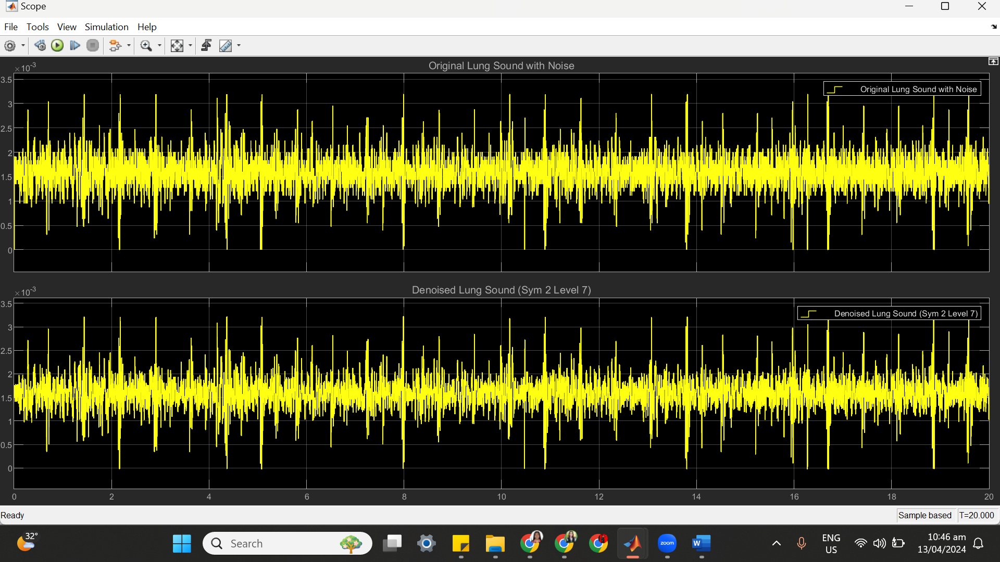 Scope
File Tools View Simulation Help
×10-3
Original Lung Sound with Noise
3.5
Original Lung Sound with Noise
3
2.5
2
1.5
1
0.5
0
×10-3
Denoised Lung Sound (Sym 2 Level 7)
3.5
Denoised Lung Sound (Sym 2 Level 7)
3
2.5
2
1.5
1
0.5
0
0 2 4 6 8 10 12 14 16 18 20
Ready
Sample based T=20.000
32°
Search
zoom
W
ENG
US
10:46 am
13/04/2024